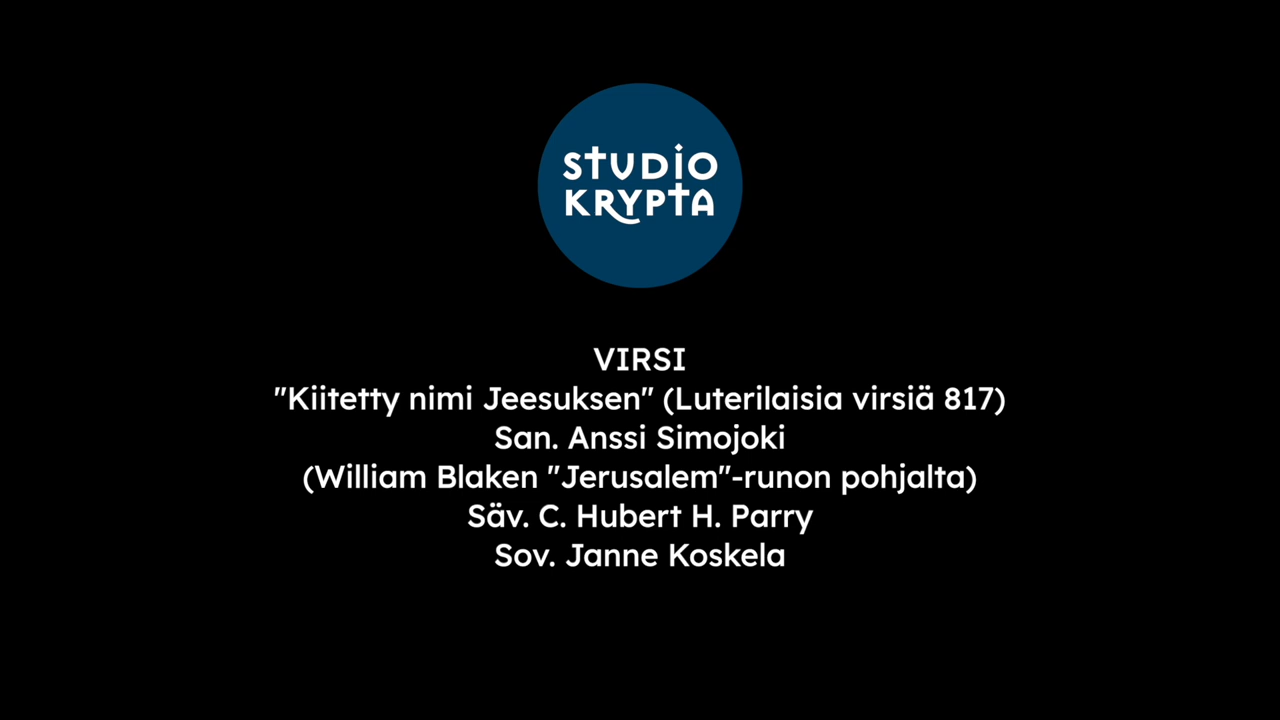 STUDIO
KRYPTA
VIRSI
"Kiitetty nimi Jeesuksen" (Luterilaisia virsiä 817)
San. Anssi Simojoki
(William Blaken "Jerusalem"-runon pohjalta)
Säv. C. Hubert H. Parry
Sov. Janne Koskela